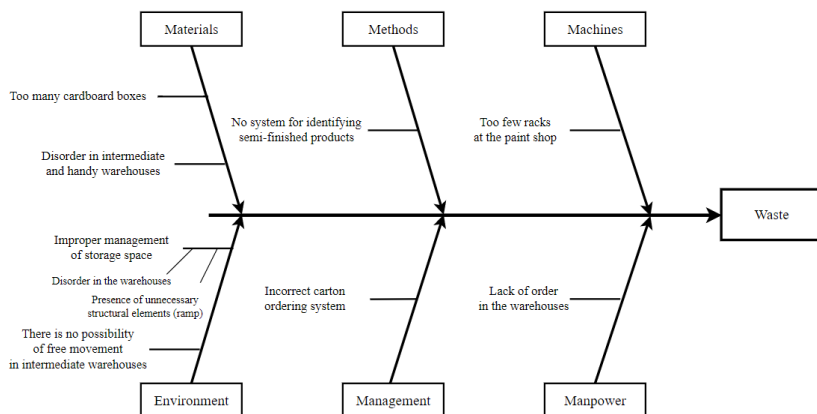 Materials
Methods
Machines
Too many cardboard boxes
No system for identifying
semi-finished products
Too few racks
at the paint shop
Disorder in intermediate
and handy warehouses
Waste
Improper management
of storage space
Disorder in the warehouses
Presence of unnecessary
structural elements (ramp)
There is no possibility
of free movement
in intermediate warehouses
Incorrect carton
ordering system
Lack of order
in the warehouses
Environment
Management
Manpower